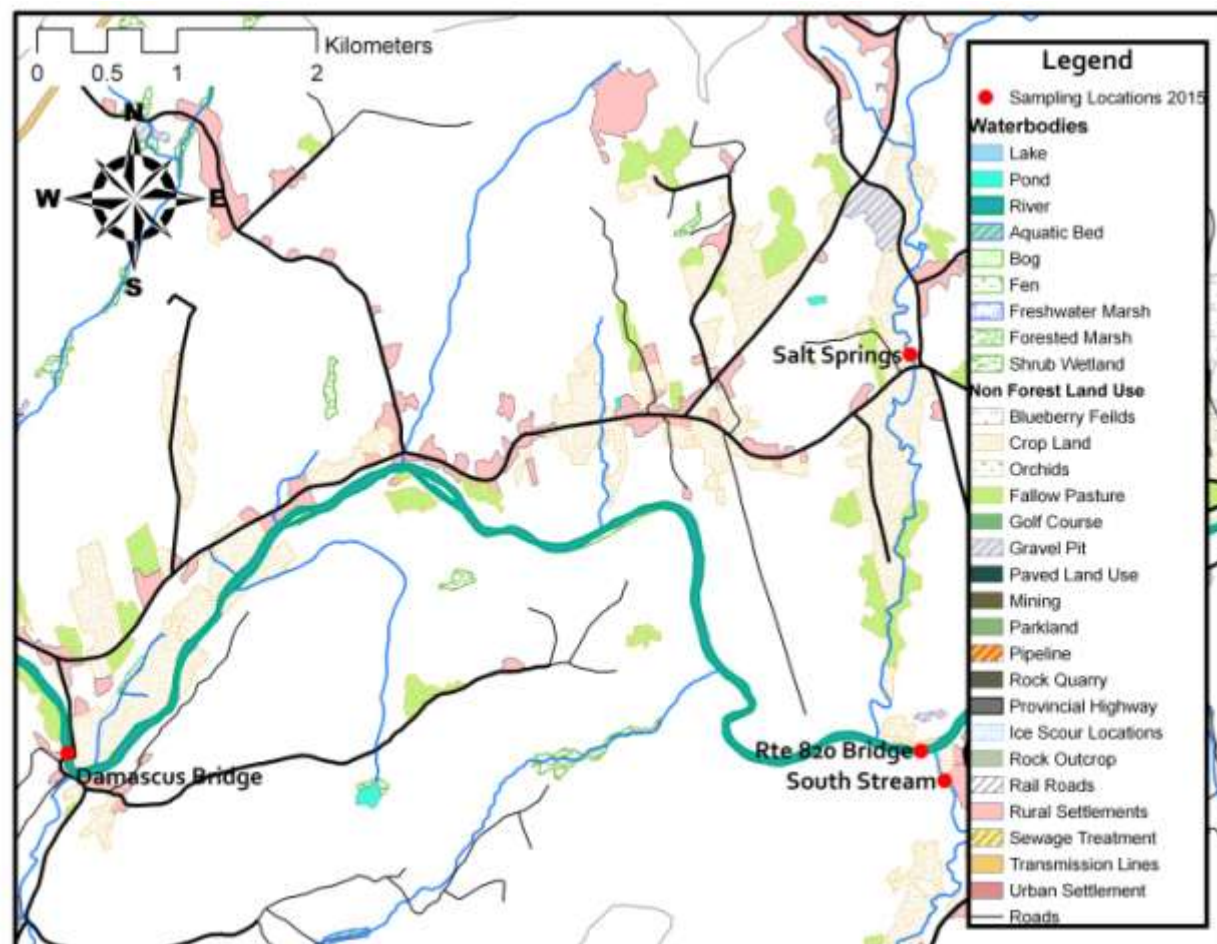 Kilometers
0 0.5 1 2
N
W E
S
Salt Springs
Rte 820 Bridge
South Stream
Damascus Bridge
Legend
Sampling Locations 2015
Waterbodies
Lake
Pond
River
Aquatic Bed
Bog
Fen
Freshwater Marsh
Forested Marsh
Shrub Wetland
Non Forest Land Use
Blueberry Feilds
Crop Land
Orchids
Fallow Pasture
Golf Course
Gravel Pit
Paved Land Use
Mining
Parkland
Pipeline
Rock Quarry
Provincial Highway
Ice Scour Locations
Rock Outcrop
Rail Roads
Rural Settlements
Sewage Treatment
Transmission Lines
Urban Settlement
Roads